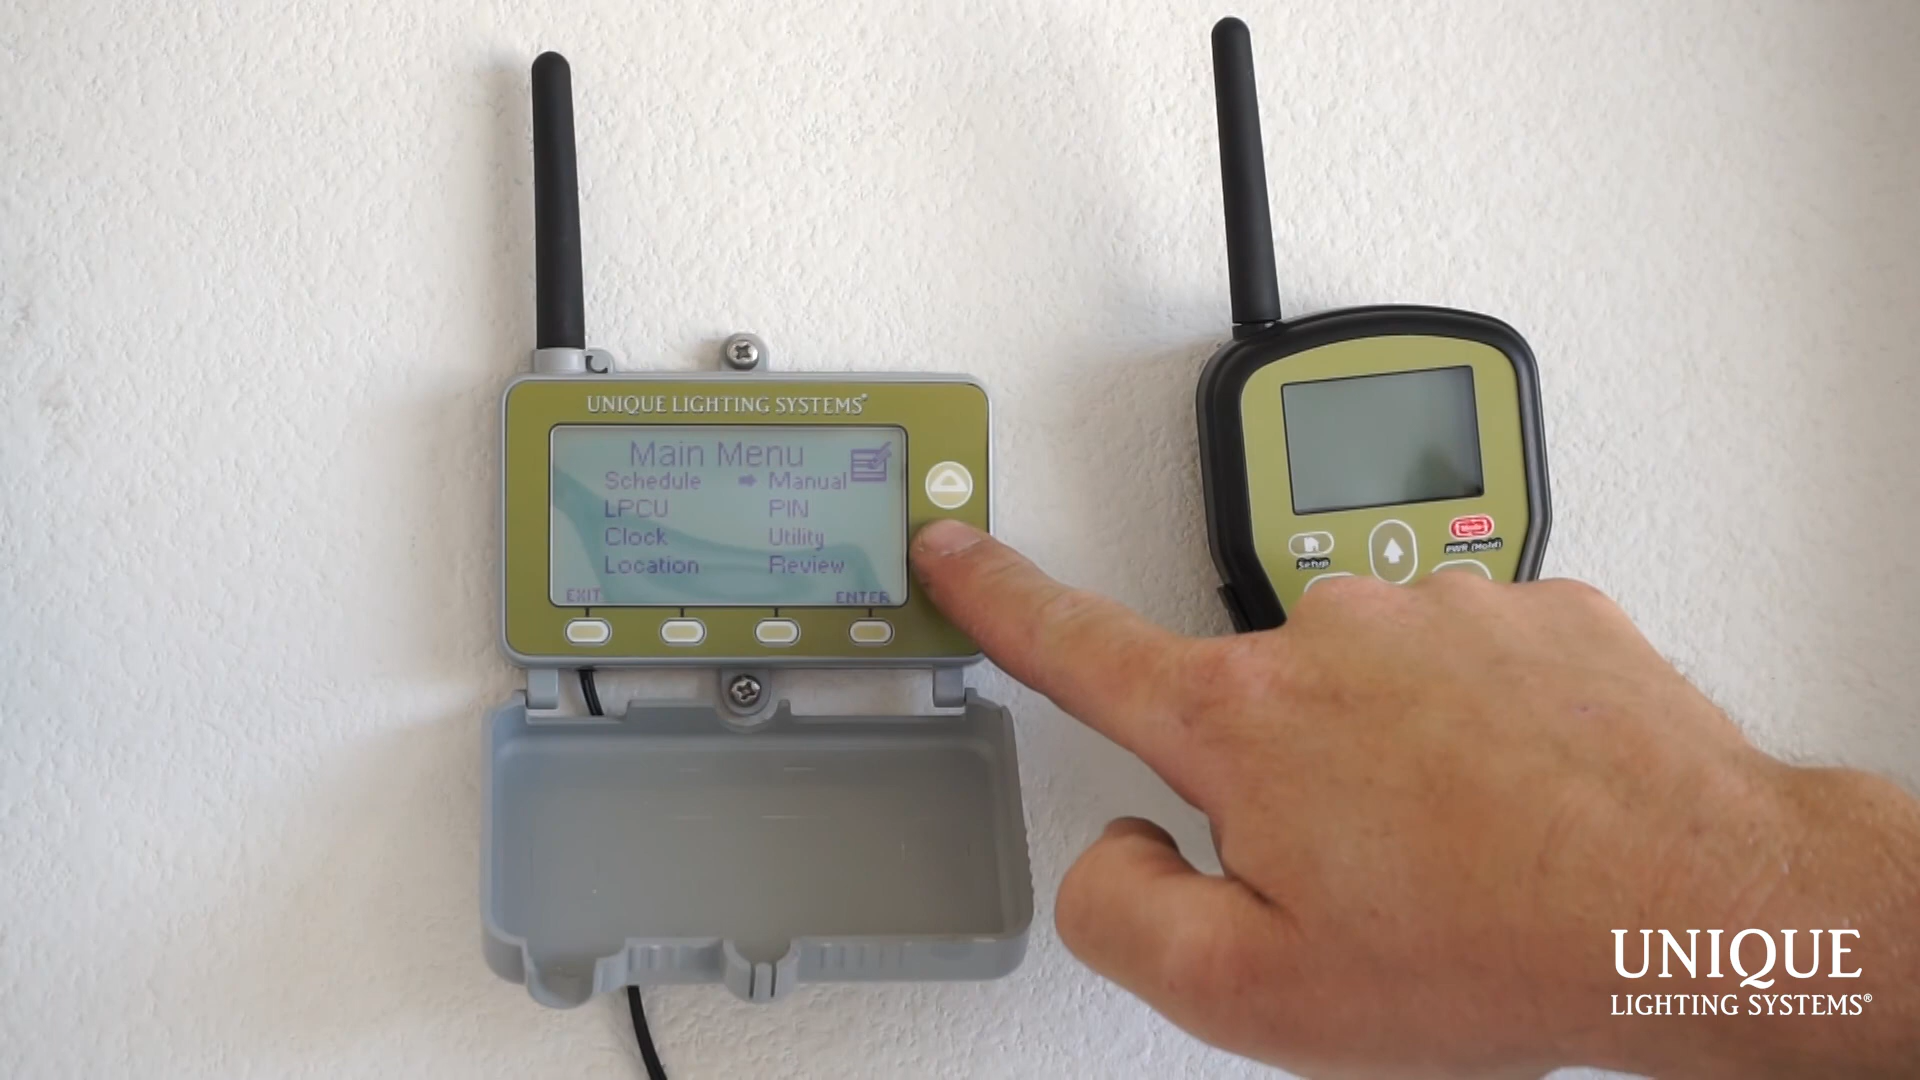 UNIQUE LIGHTING SYSTEMS®
Main Menu
Schedule Manual
LPCU PIN
Clock Utility
Location Review
EXIT ENTER
Setup
PWR (Hold)
UNIQUE
LIGHTING SYSTEMS®